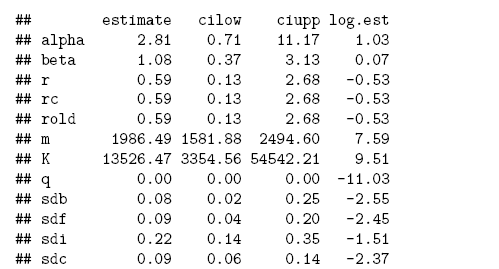 ## estimate cilow ciupp log.est
## alpha 2.81 0.71 11.17 1.03
## beta 1.08 0.37 3.13 0.07
## r 0.59 0.13 2.68 -0.53
## rc 0.59 0.13 2.68 -0.53
## rold 0.59 0.13 2.68 -0.53
## m 1986.49 1581.88 2494.60 7.59
## K 13526.47 3354.56 54542.21 9.51
## q 0.00 0.00 0.00 -11.03
## sdb 0.08 0.02 0.25 -2.55
## sdf 0.09 0.04 0.20 -2.45
## sdi 0.22 0.14 0.35 -1.51
## sdc 0.09 0.06 0.14 -2.37